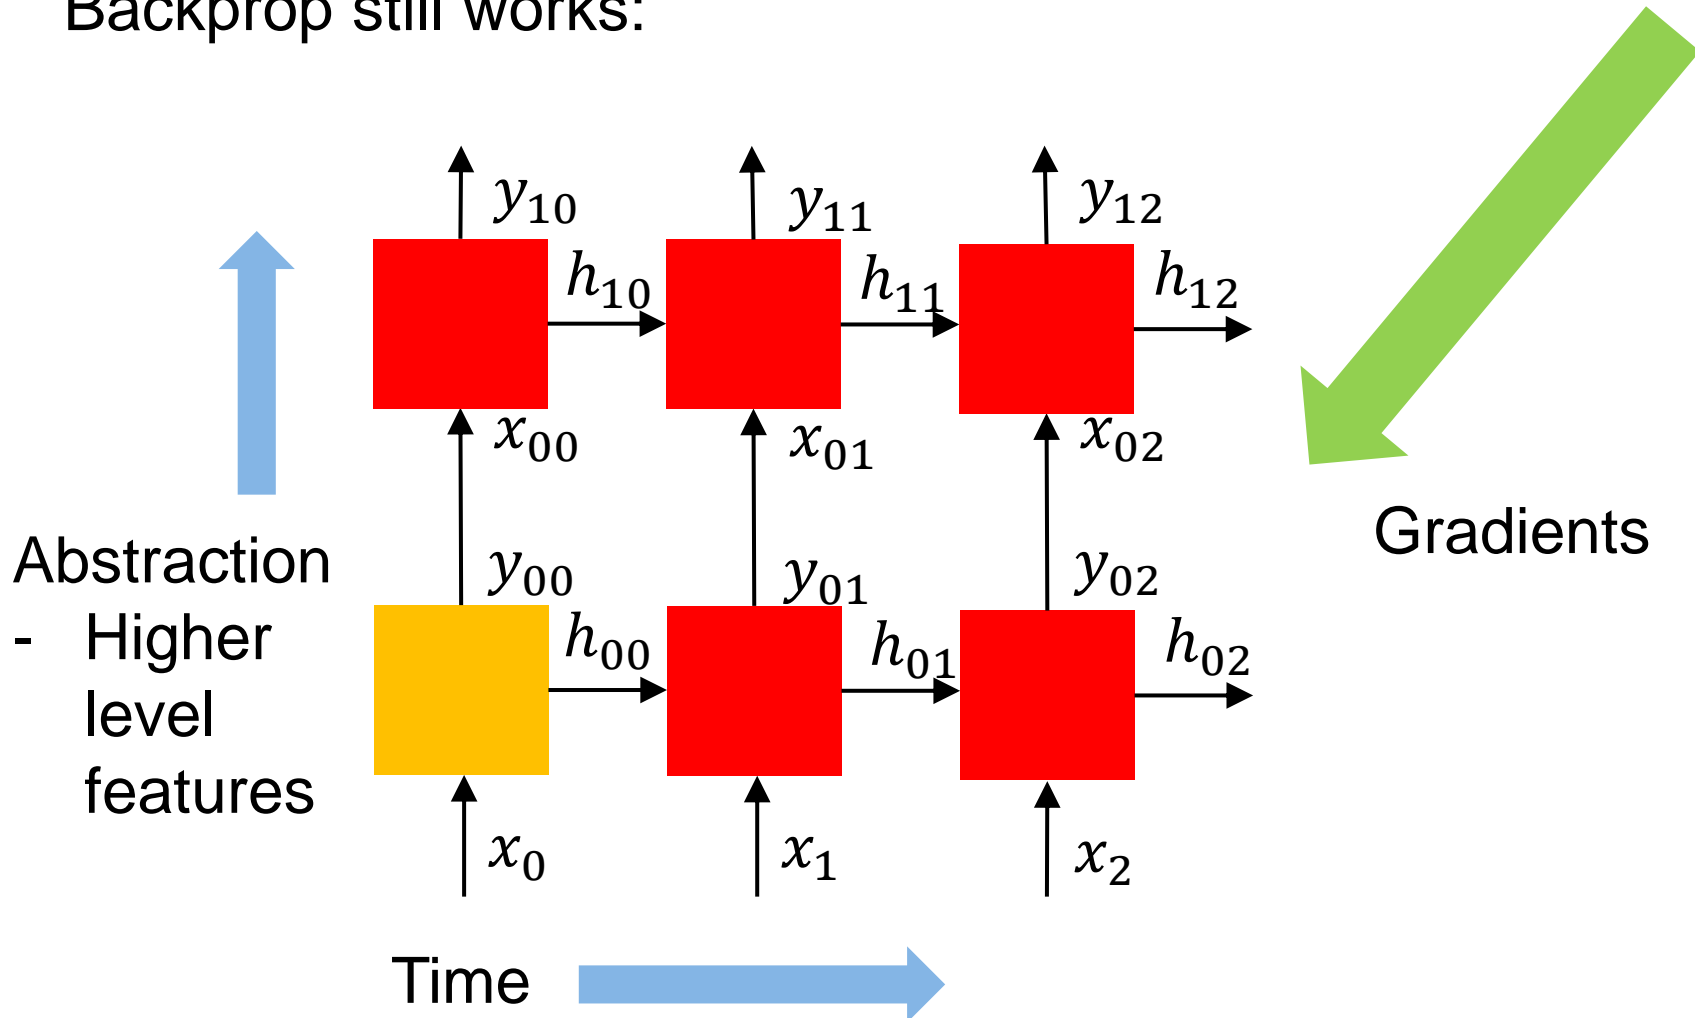 Backprop still works:
y₁₀ y₁₁ y₁₂
h₁₀ h₁₁ h₁₂
x₀₀ x₀₁ x₀₂
Gradients
Abstraction
- Higher
level
features
y₀₀ y₀₁ y₀₂
h₀₀ h₀₁ h₀₂
x₀ x₁ x₂
Time